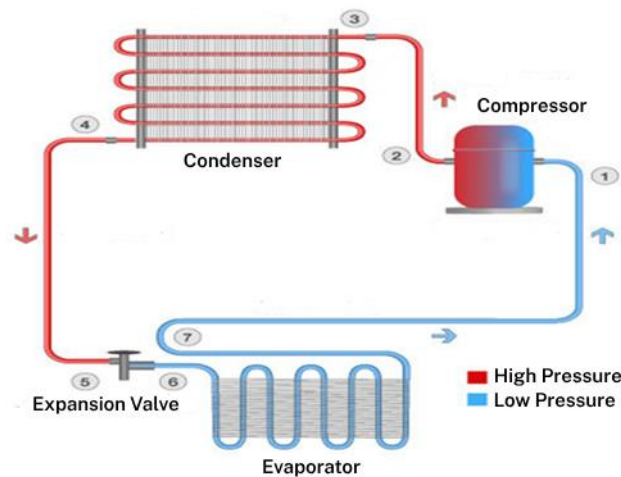 3
Compressor
4
Condenser
2
1
7
5
6
Expansion Valve
High Pressure
Low Pressure
Evaporator